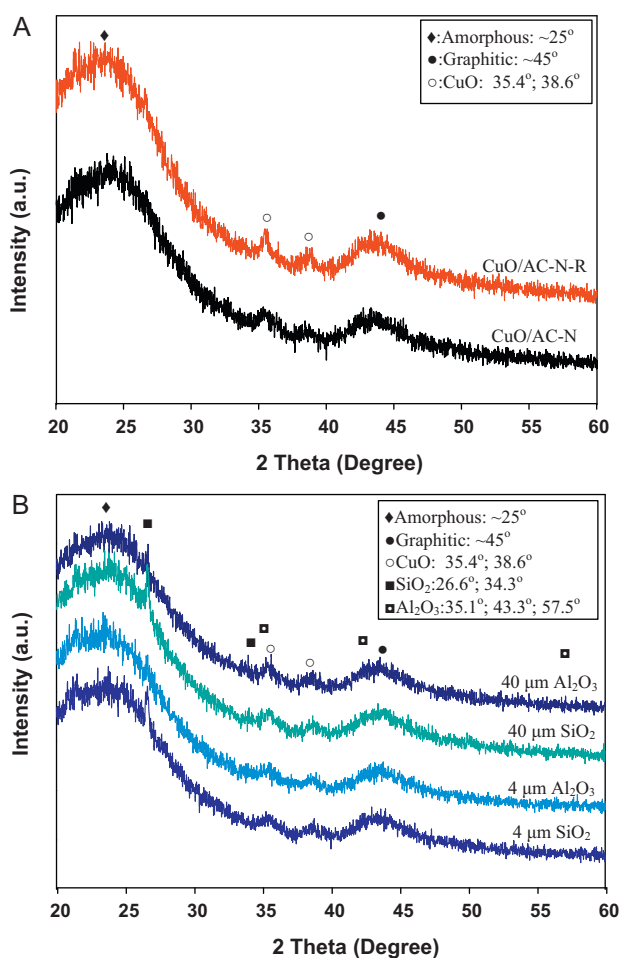 A
♦:Amorphous: ~25°
●:Graphitic: ~45°
○:CuO: 35.4°; 38.6°
Intensity (a.u.)
CuO/AC-N-R
CuO/AC-N
20 25 30 35 40 45 50 55 60
2 Theta (Degree)
B
♦Amorphous: ~25°
●Graphitic: ~45°
○CuO: 35.4°; 38.6°
■SiO₂:26.6°; 34.3°
◘Al₂O₃:35.1°; 43.3°; 57.5°
Intensity (a.u.)
40 μm Al₂O₃
40 μm SiO₂
4 μm Al₂O₃
4 μm SiO₂
20 25 30 35 40 45 50 55 60
2 Theta (Degree)